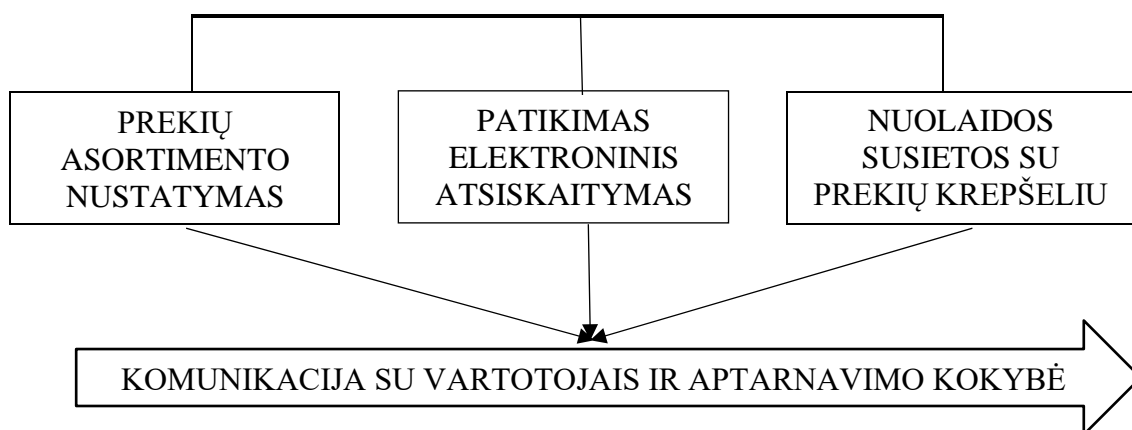 PREKIŲ
ASORTIMENTO
NUSTATYMAS
PATIKIMAS
ELEKTRONINIS
ATSISKAITYMAS
NUOLAIDOS
SUSIETOS SU
PREKIŲ KREPŠELIU
KOMUNIKACIJA SU VARTOTOJAIS IR APTARNAVIMO KOKYBĖ